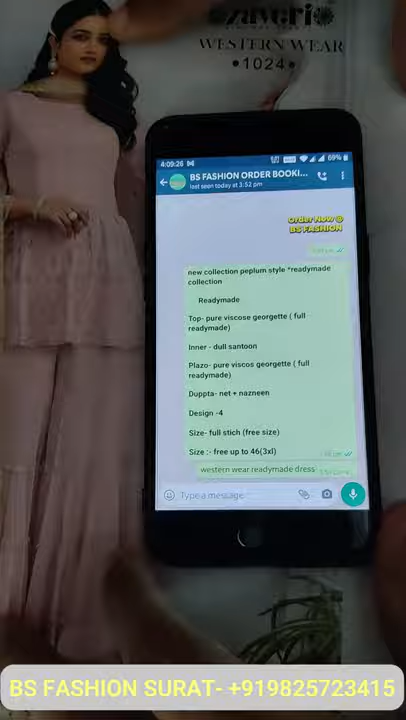 zaveri
WESTERN WEAR
•1024•
4:09:26
69%
BS FASHION ORDER BOOKI...
last seen today at 3:52 pm
Order Now @
BS FASHION
new collection peplum style *readymade
collection
Readymade
Top- pure viscose georgette ( full
readymade)
Inner - dull santoon
Plazo- pure viscos georgette ( full
readymade)
Duppta- net + nazneen
Design -4
Size- full stich (free size)
Size :- free up to 46(3xl)
western wear readymade dress
Type a message
BS FASHION SURAT- +919825723415